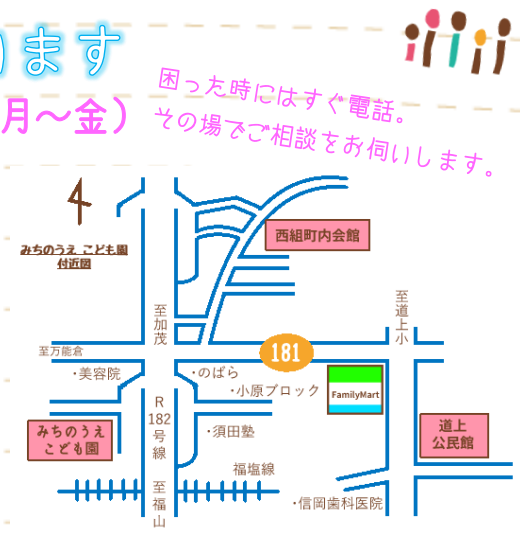 ります
月～金）
困った時にはすぐ電話。
その場でご相談をお伺いします。
みちのうえ こども園
付近図
西組町内会館
至加茂
至道上小
至万能倉
181
・美容院
・のばら
・小原ブロック
FamilyMart
R
182
号
線
みちのうえ
こども園
・須田塾
道上
公民館
福塩線
至福山
・信岡歯科医院